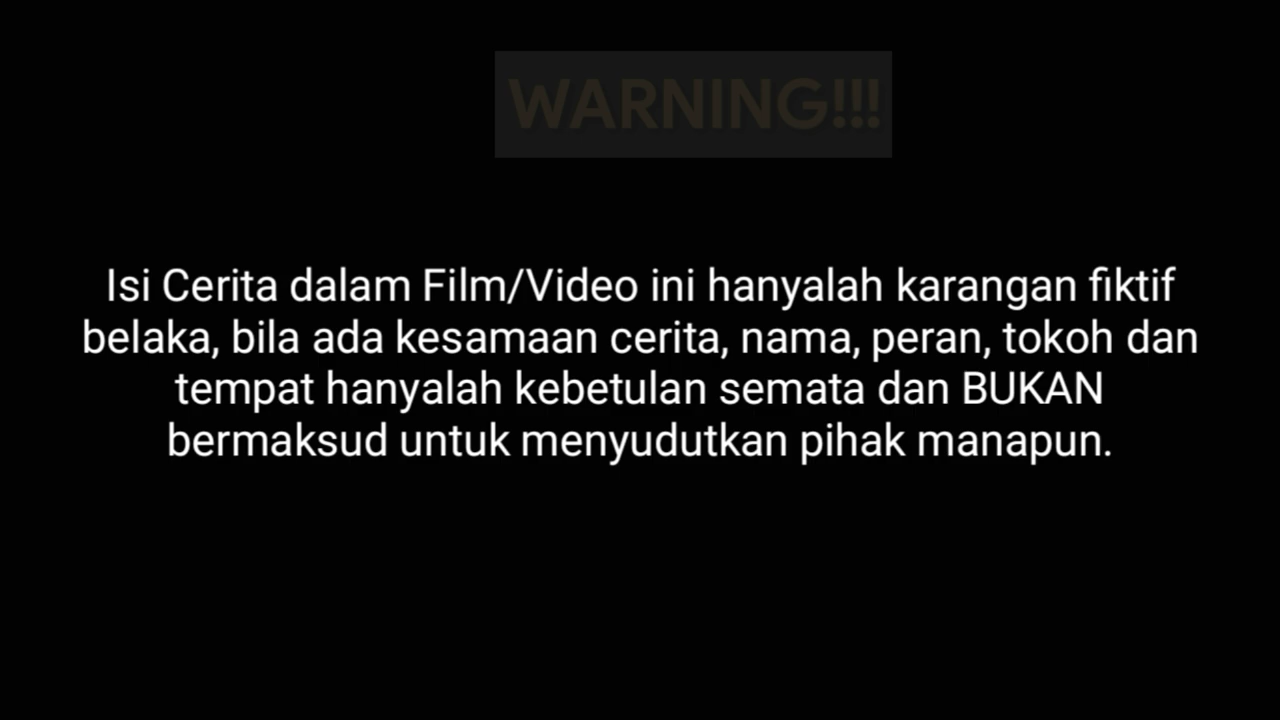 WARNING!!!
Isi Cerita dalam Film/Video ini hanyalah karangan fiktif
belaka, bila ada kesamaan cerita, nama, peran, tokoh dan
tempat hanyalah kebetulan semata dan BUKAN
bermaksud untuk menyudutkan pihak manapun.